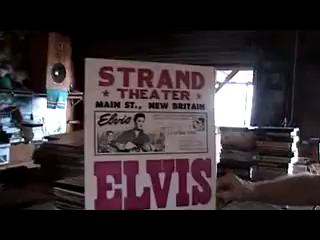 STRAND
★ THEATER ★
MAIN ST., NEW BRITAIN
Elvis
ELVIS